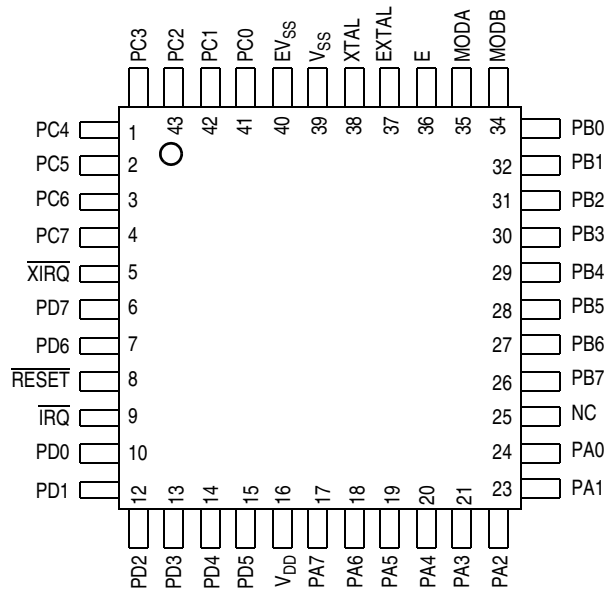 PC3 PC2 PC1 PC0 EVSS VSS XTAL EXTAL E MODA MODB
PC4 1 43 42 41 40 39 38 37 36 35 34 PB0
PC5 2 32 PB1
PC6 3 31 PB2
PC7 4 30 PB3
XIRQ 5 29 PB4
PD7 6 28 PB5
PD6 7 27 PB6
RESET 8 26 PB7
IRQ 9 25 NC
PD0 10 24 PA0
PD1 12 13 14 15 16 17 18 19 20 21 23 PA1
PD2 PD3 PD4 PD5 VDD PA7 PA6 PA5 PA4 PA3 PA2